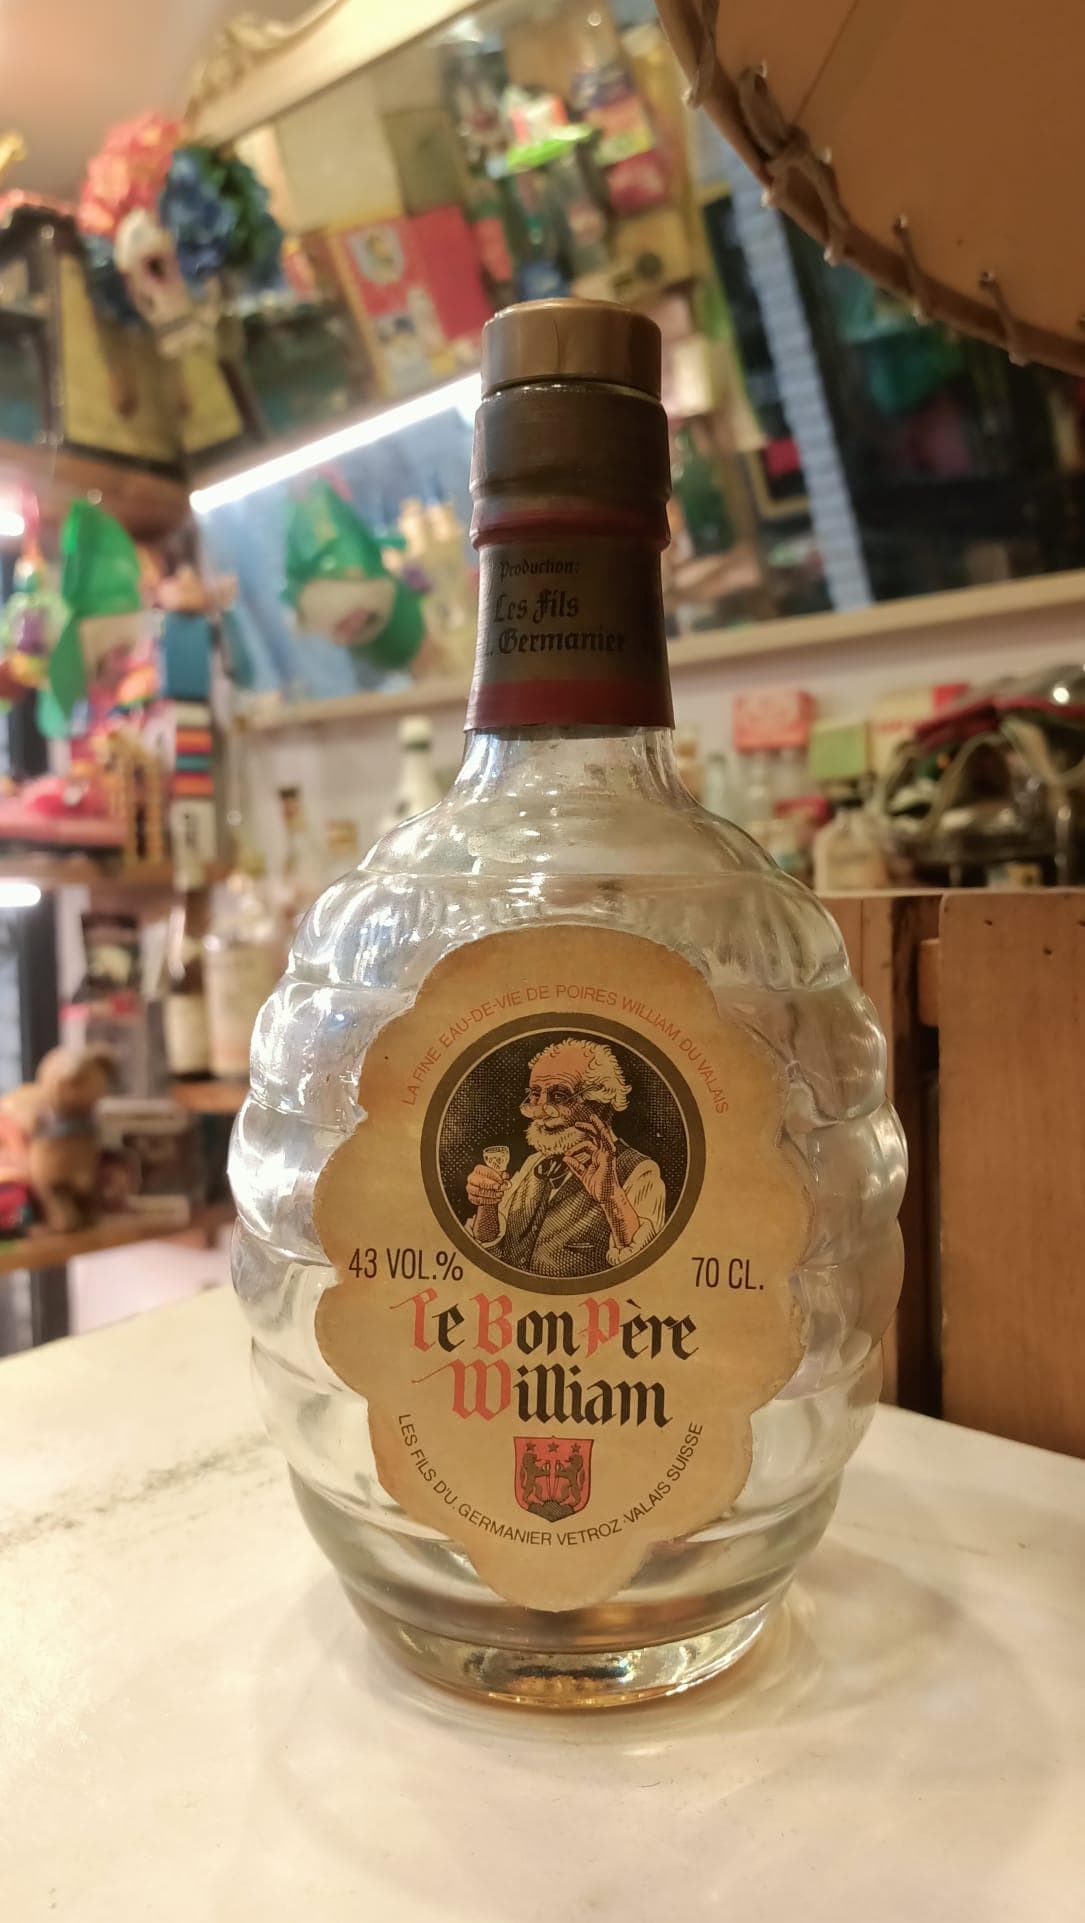 Production:
Les Fils
Germanier
LA FINE EAU-DE-VIE DE POIRES WILLIAM DU VALAIS
43 VOL.%
70 CL.
Le Bon Père
William
LES FILS D'U. GERMANIER VETROZ·VALAIS SUISSE